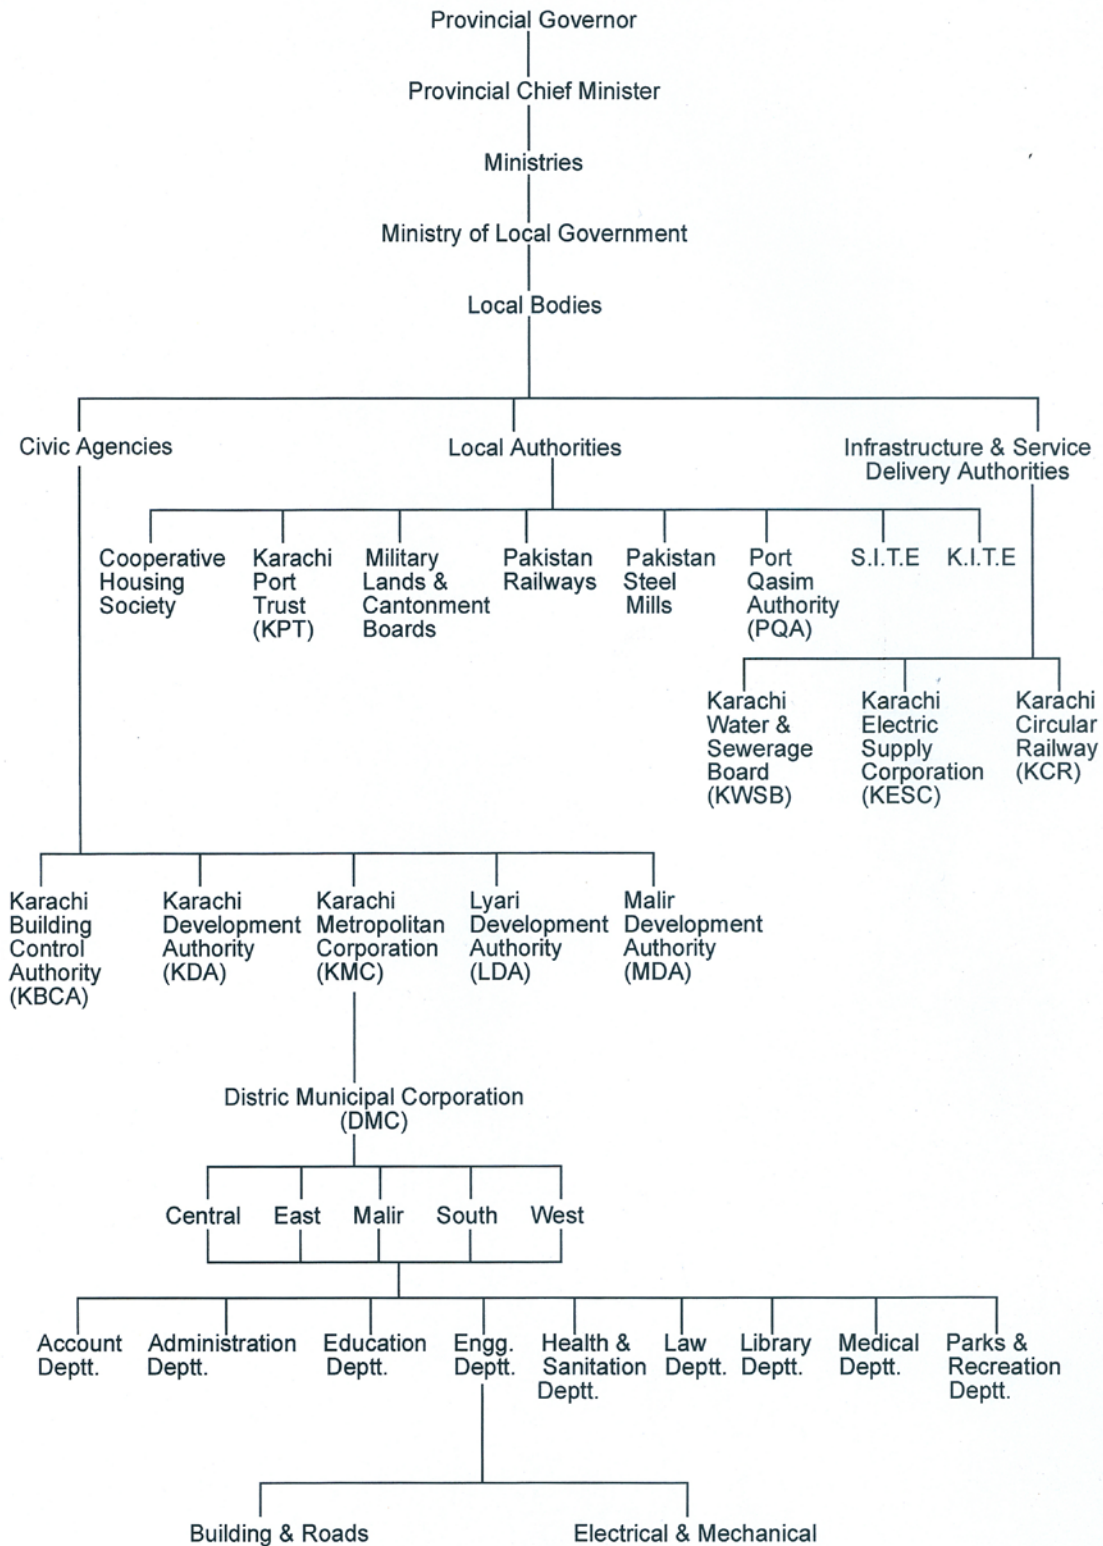 Provincial Governor
Provincial Chief Minister
Ministries
Ministry of Local Government
Local Bodies
Civic Agencies
Local Authorities
Infrastructure & Service
Delivery Authorities
Cooperative
Housing
Society
Karachi
Port
Trust
(KPT)
Military
Lands &
Cantonment
Boards
Pakistan
Railways
Pakistan
Steel
Mills
Port
Qasim
Authority
(PQA)
S.I.T.E
K.I.T.E
Karachi
Water &
Sewerage
Board
(KWSB)
Karachi
Electric
Supply
Corporation
(KESC)
Karachi
Circular
Railway
(KCR)
Karachi
Building
Control
Authority
(KBCA)
Karachi
Development
Authority
(KDA)
Karachi
Metropolitan
Corporation
(KMC)
Lyari
Development
Authority
(LDA)
Malir
Development
Authority
(MDA)
Distric Municipal Corporation
(DMC)
Central
East
Malir
South
West
Account
Deptt.
Administration
Deptt.
Education
Deptt.
Engg.
Deptt.
Health &
Sanitation
Deptt.
Law
Deptt.
Library
Deptt.
Medical
Deptt.
Parks &
Recreation
Deptt.
Building & Roads
Electrical & Mechanical